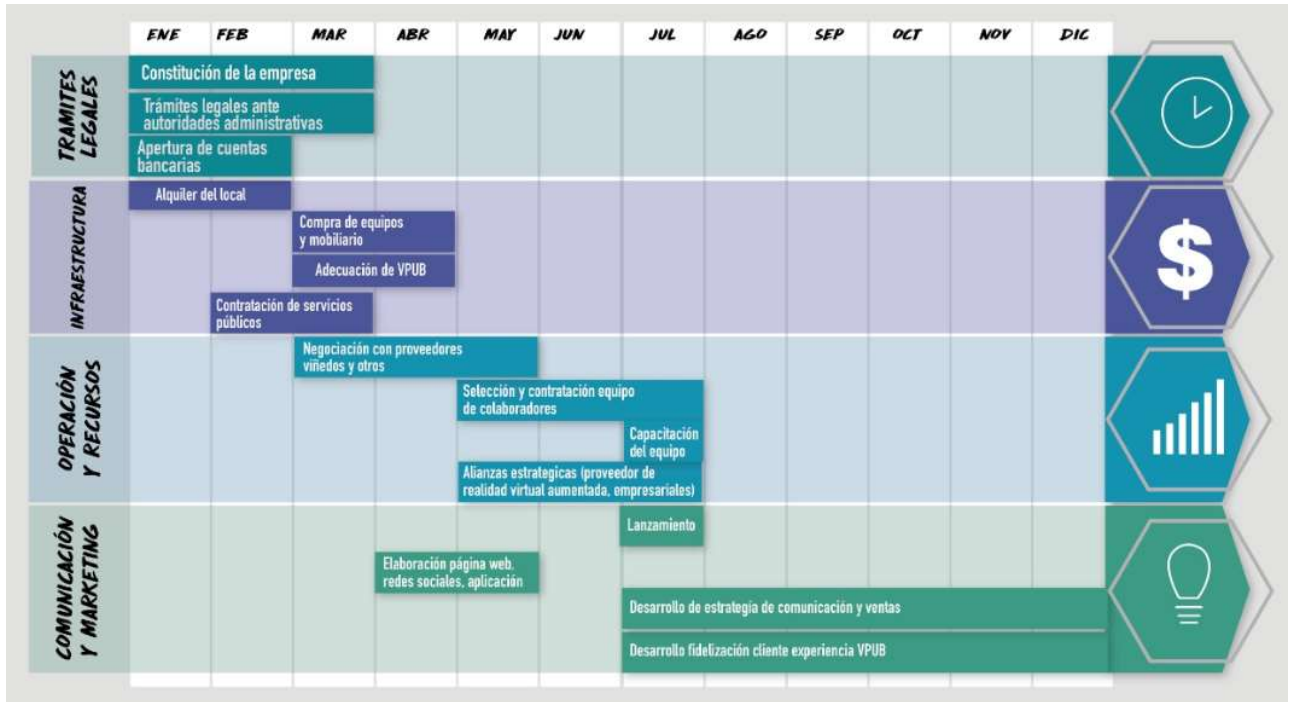 ENE FEB MAR ABR MAY JUN JUL AGO SEP OCT NOV DIC
TRAMITES
LEGALES
Constitución de la empresa
Trámites legales ante
autoridades administrativas
Apertura de cuentas
bancarias
INFRAESTRUCTURA
Alquiler del local
Compra de equipos
y mobiliario
Adecuación de VPUB
Contratación de servicios
públicos
OPERACIÓN
Y RECURSOS
Negociación con proveedores
viñedos y otros
Selección y contratación equipo
de colaboradores
Capacitación
del equipo
Alianzas estrategicas (proveedor de
realidad virtual aumentada, empresariales)
COMUNICACIÓN
Y MARKETING
Lanzamiento
Elaboración página web,
redes sociales, aplicación
Desarrollo de estrategia de comunicación y ventas
Desarrollo fidelización cliente experiencia VPUB
$